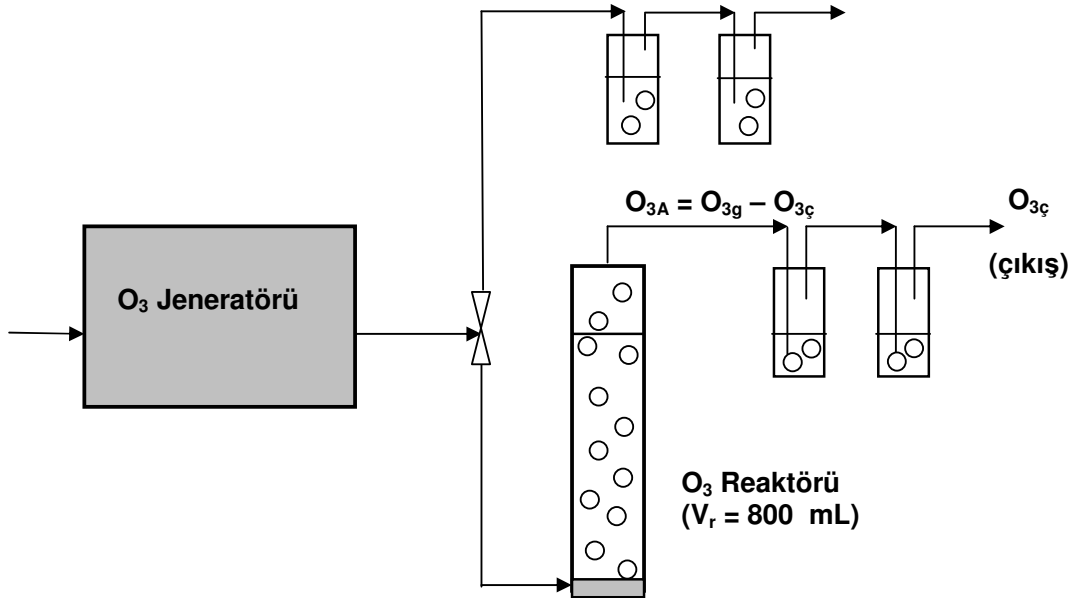 O₃A = O₃g – O₃ç
O₃ç
(çıkış)
O₃ Jeneratörü
O₃ Reaktörü
(Vᵣ = 800 mL)